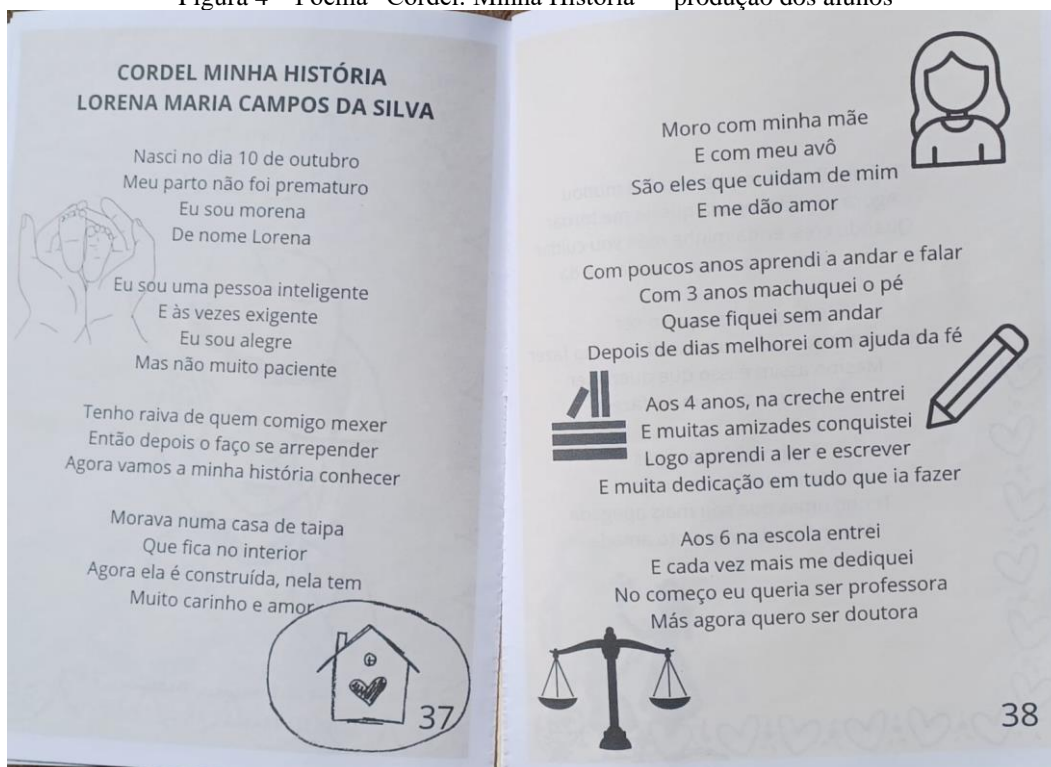 Figura 4 – Poema “Cordel: Minha História” – produção dos alunos
CORDEL MINHA HISTÓRIA
LORENA MARIA CAMPOS DA SILVA
Nasci no dia 10 de outubro
Meu parto não foi prematuro
Eu sou morena
De nome Lorena
Eu sou uma pessoa inteligente
E às vezes exigente
Eu sou alegre
Mas não muito paciente
Tenho raiva de quem comigo mexer
Então depois o faço se arrepender
Agora vamos a minha história conhecer
Morava numa casa de taipa
Que fica no interior
Agora ela é construída, nela tem
Muito carinho e amor
37
Moro com minha mãe
E com meu avô
São eles que cuidam de mim
E me dão amor
Com poucos anos aprendi a andar e falar
Com 3 anos machuquei o pé
Quase fiquei sem andar
Depois de dias melhorei com ajuda da fé
Aos 4 anos, na creche entrei
E muitas amizades conquistei
Logo aprendi a ler e escrever
E muita dedicação em tudo que ia fazer
Aos 6 na escola entrei
E cada vez mais me dediquei
No começo eu queria ser professora
Más agora quero ser doutora
38